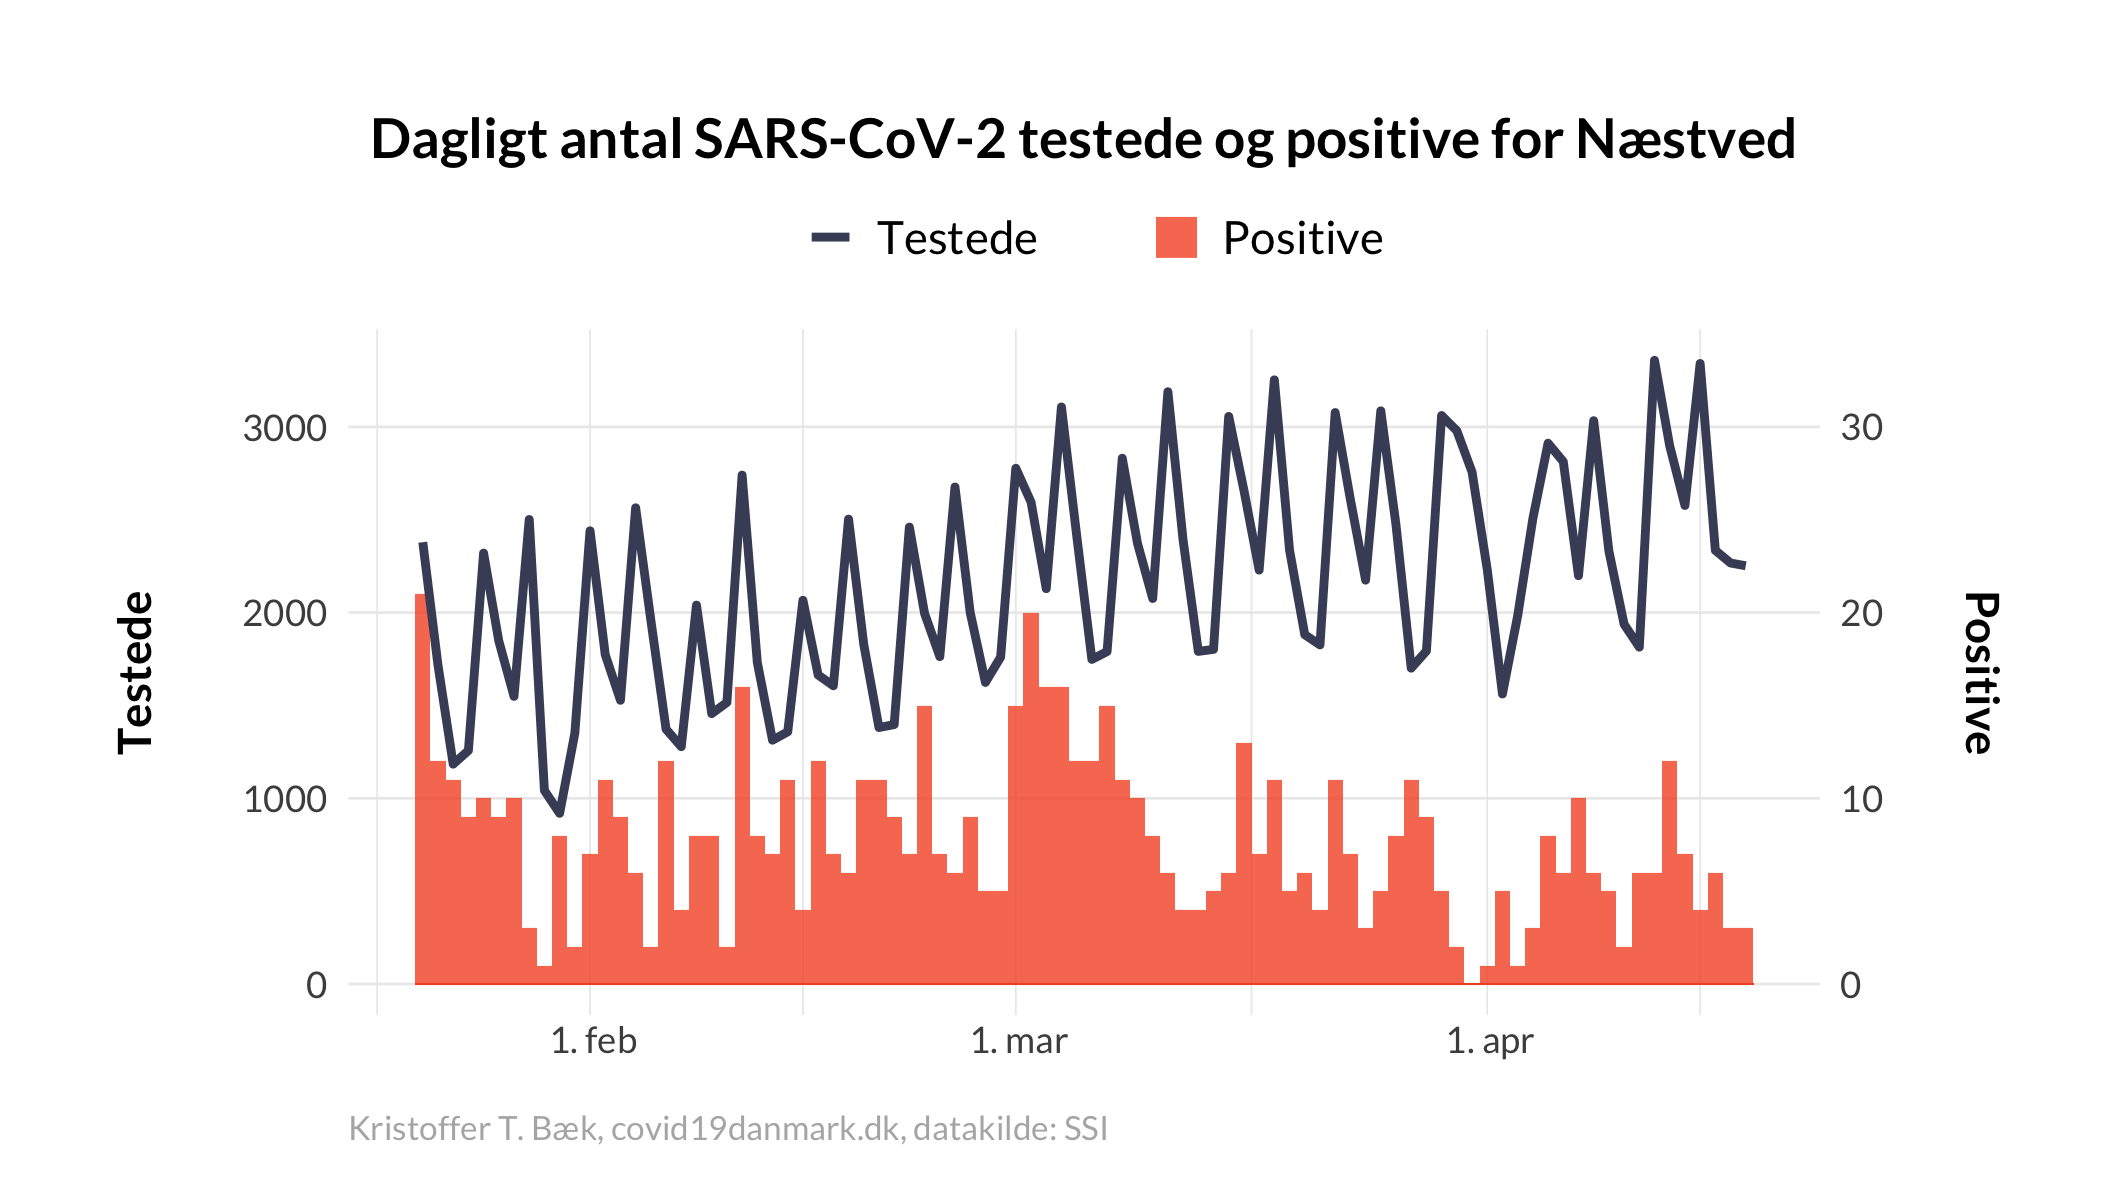 Dagligt antal SARS-CoV-2 testede og positive for Næstved
Testede Positive
3000 30
2000 20
1000 10
0 0
Testede
Positive
1. feb 1. mar 1. apr
Kristoffer T. Bæk, covid19danmark.dk, datakilde: SSI